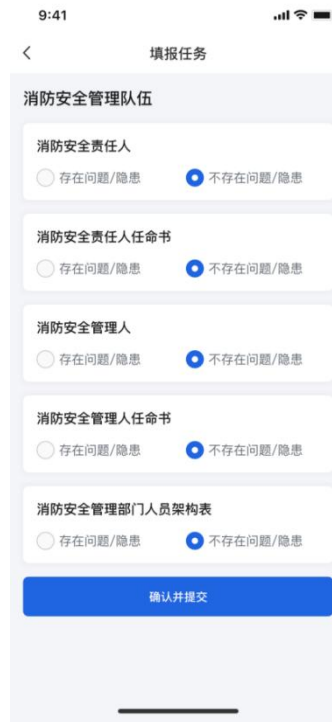 9:41
填报任务
消防安全管理队伍
消防安全责任人
存在问题/隐患 不存在问题/隐患
消防安全责任人任命书
存在问题/隐患 不存在问题/隐患
消防安全管理人
存在问题/隐患 不存在问题/隐患
消防安全管理人任命书
存在问题/隐患 不存在问题/隐患
消防安全管理部门人员架构表
存在问题/隐患 不存在问题/隐患
确认并提交